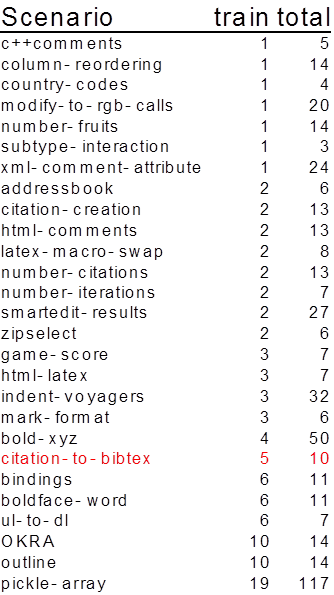 Scenario train total
c++comments 1 5
column-reordering 1 14
country-codes 1 4
modify-to-rgb-calls 1 20
number-fruits 1 14
subtype-interaction 1 3
xml-comment-attribute 1 24
addressbook 2 6
citation-creation 2 13
html-comments 2 13
latex-macro-swap 2 8
number-citations 2 13
number-iterations 2 7
smartedit-results 2 27
zipselect 2 6
game-score 3 7
html-latex 3 7
indent-voyagers 3 32
mark-format 3 6
bold-xyz 4 50
citation-to-bibtex 5 10
bindings 6 11
boldface-word 6 11
ul-to-dl 6 7
OKRA 10 14
outline 10 14
pickle-array 19 117